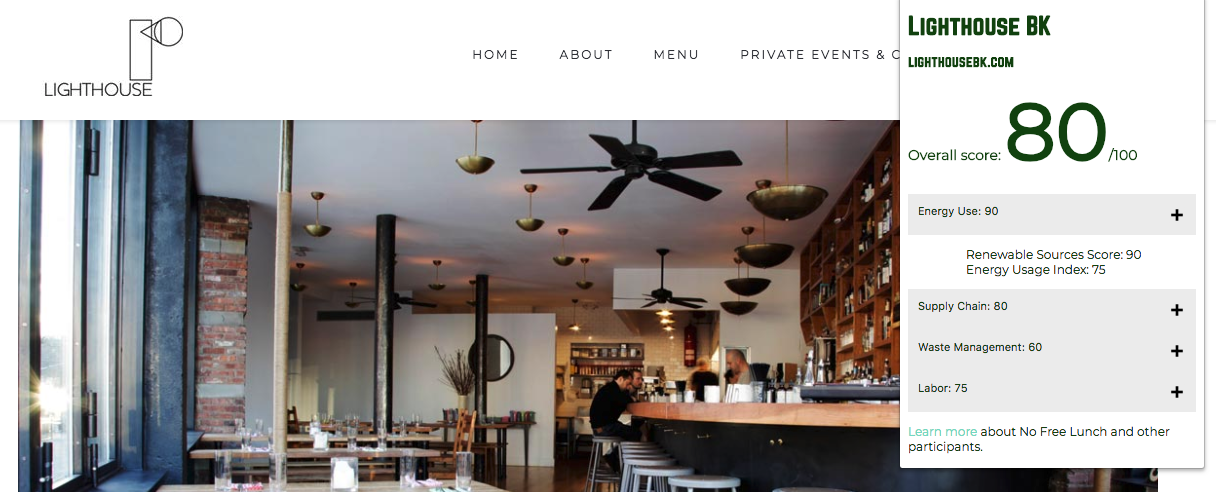 LIGHTHOUSE
HOME ABOUT MENU PRIVATE EVENTS &
Lighthouse BK
lighthousebk.com
Overall score: 80/100
Energy Use: 90 +
Renewable Sources Score: 90
Energy Usage Index: 75
Supply Chain: 80 +
Waste Management: 60 +
Labor: 75 +
Learn more about No Free Lunch and other
participants.